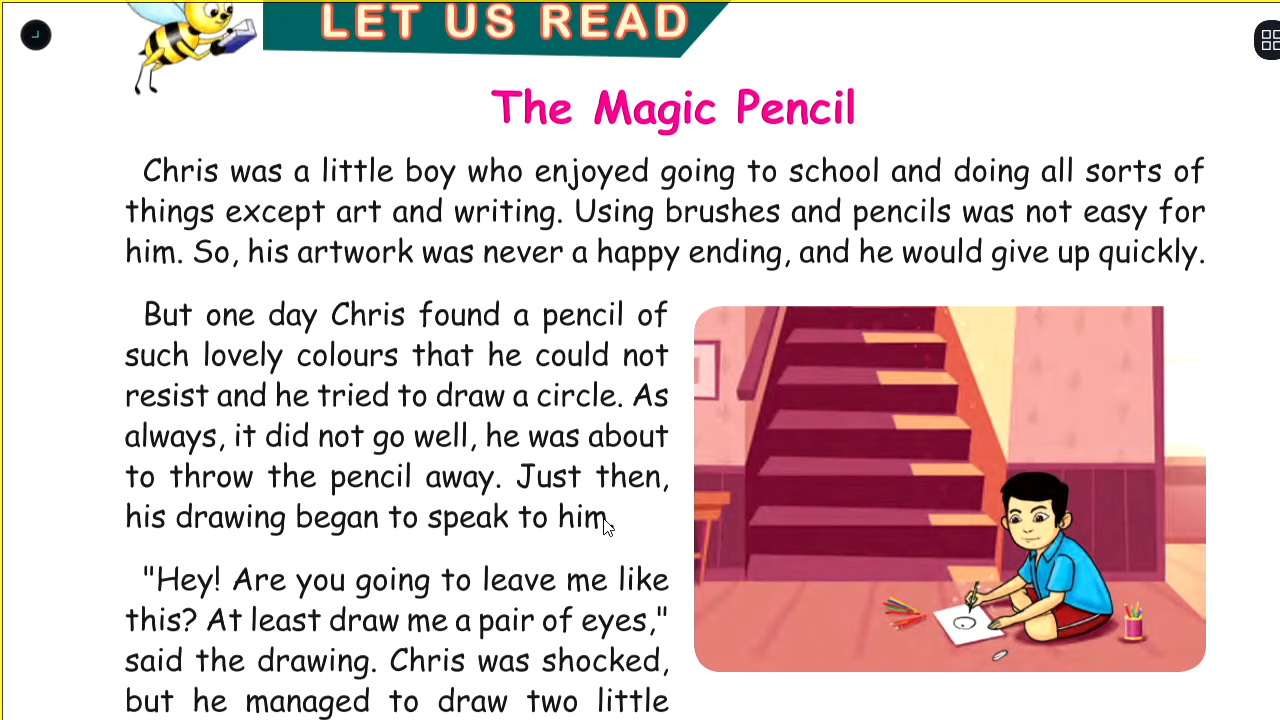 LET US READ
The Magic Pencil
Chris was a little boy who enjoyed going to school and doing all sorts of
things except art and writing. Using brushes and pencils was not easy for
him. So, his artwork was never a happy ending, and he would give up quickly.
But one day Chris found a pencil of
such lovely colours that he could not
resist and he tried to draw a circle. As
always, it did not go well, he was about
to throw the pencil away. Just then,
his drawing began to speak to him.
"Hey! Are you going to leave me like
this? At least draw me a pair of eyes,"
said the drawing. Chris was shocked,
but he managed to draw two little